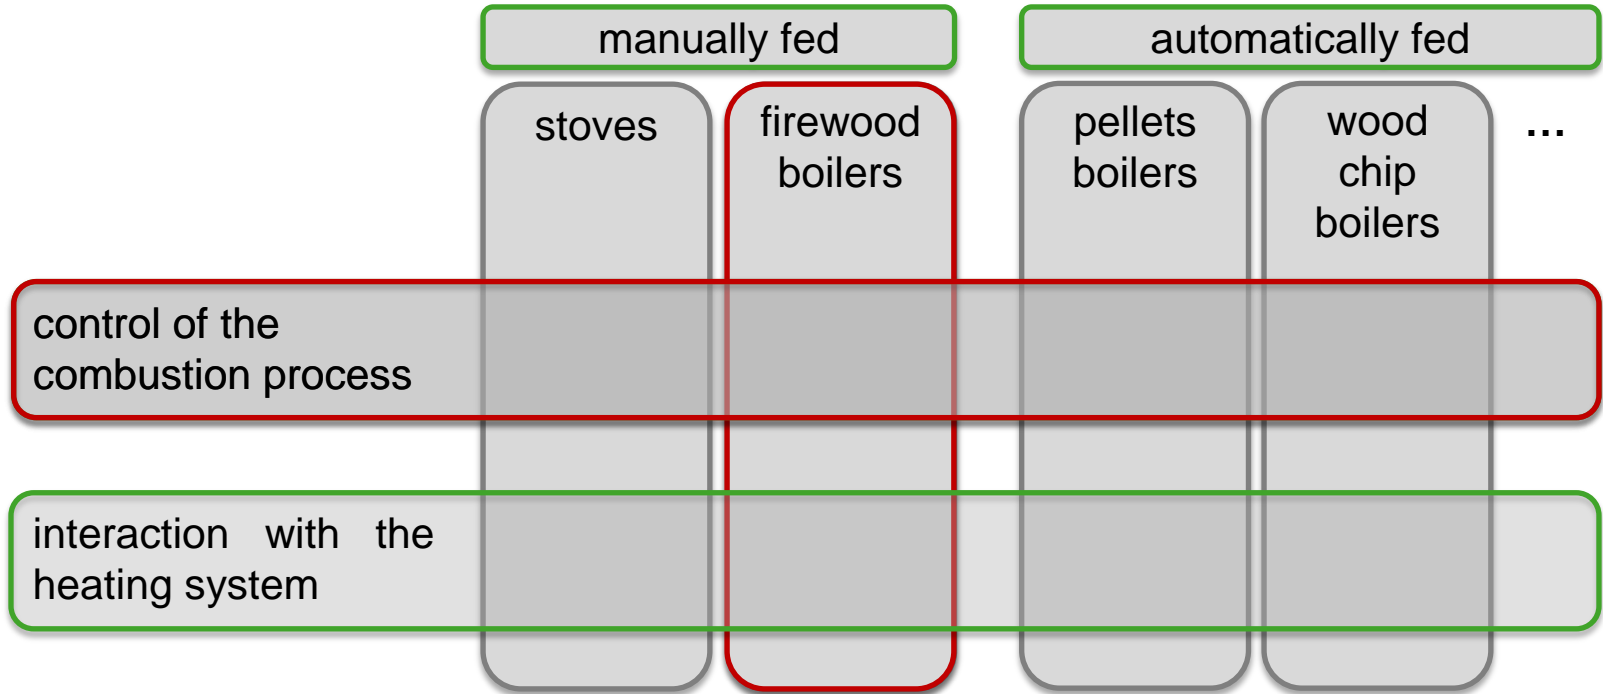 manually fed
automatically fed
stoves
firewood
boilers
pellets
boilers
wood
chip
boilers
...
control of the
combustion process
interaction with the
heating system